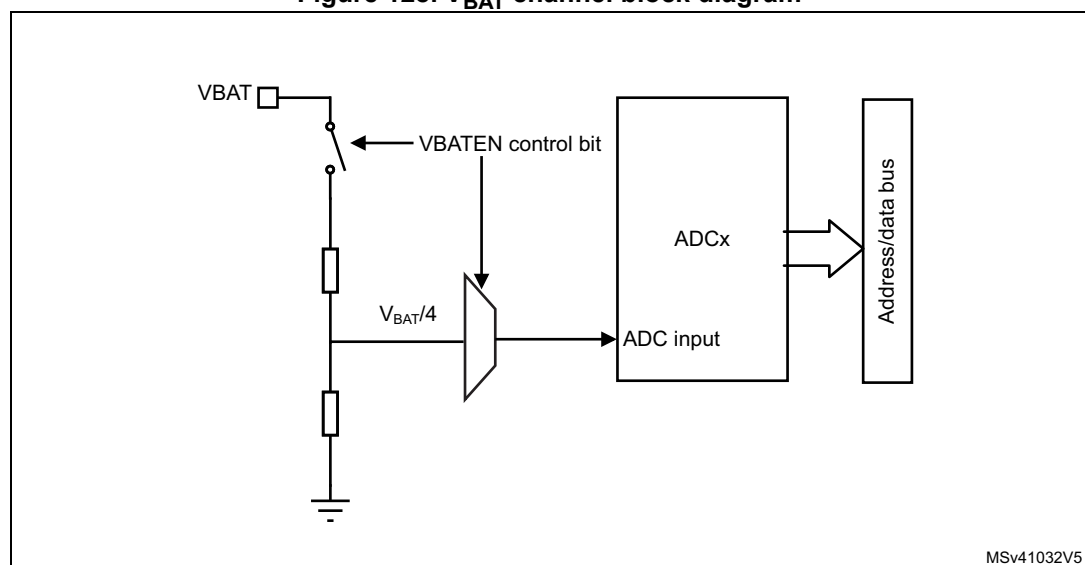 VBAT
VBATEN control bit
ADCx
Address/data bus
VBAT/4
ADC input
MSv41032V5